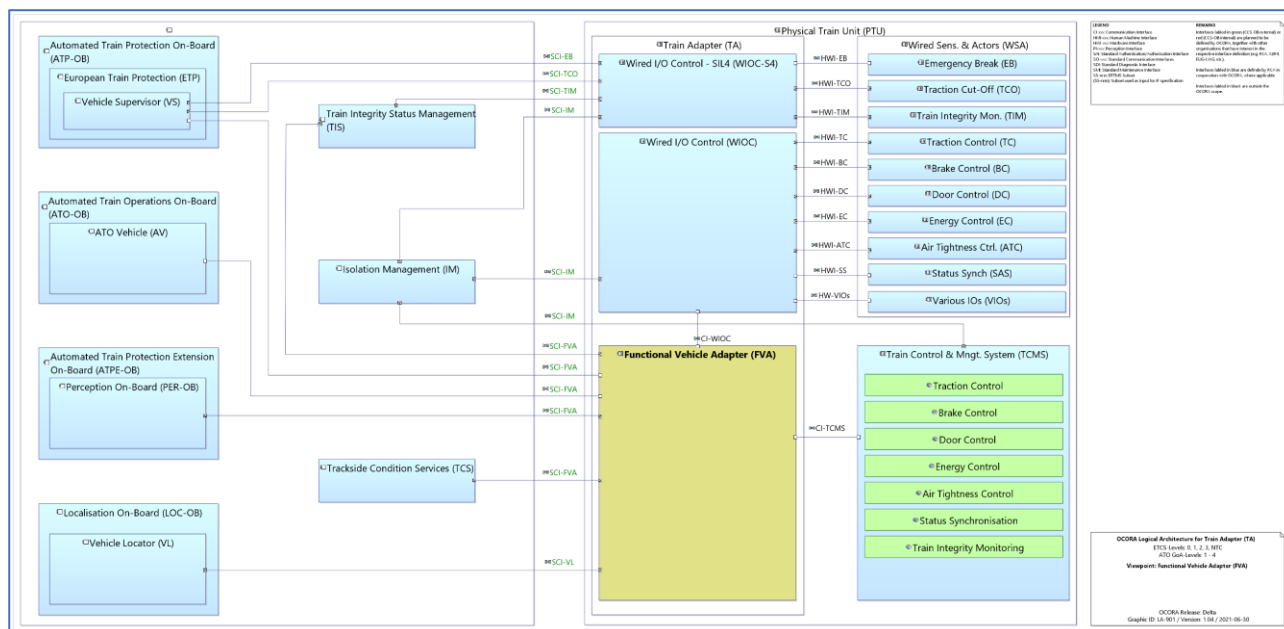 Physical Train Unit (PTU)
Automated Train Protection On-Board
(ATP-OB)
European Train Protection (ETP)
Vehicle Supervisor (VS)
Automated Train Operations On-Board
(ATO-OB)
ATO Vehicle (AV)
Automated Train Protection Extension
On-Board (ATPE-OB)
Perception On-Board (PER-OB)
Localisation On-Board (LOC-OB)
Vehicle Locator (VL)
Train Integrity Status Management
(TIS)
Isolation Management (IM)
Trackside Condition Services (TCS)
SCI-EB
SCI-TCO
SCI-TIM
SCI-IM
SCI-IM
SCI-IM
SCI-FVA
SCI-FVA
SCI-FVA
SCI-FVA
SCI-FVA
SCI-VL
Train Adapter (TA)
Wired I/O Control - SIL4 (WIOC-S4)
Wired I/O Control (WIOC)
CI-WIOC
Functional Vehicle Adapter (FVA)
HWI-EB
HWI-TCO
HWI-TIM
HWI-TC
HWI-BC
HWI-DC
HWI-EC
HWI-ATC
HWI-SS
HW-VIOs
CI-TCMS
Wired Sens. & Actors (WSA)
Emergency Break (EB)
Traction Cut-Off (TCO)
Train Integrity Mon. (TIM)
Traction Control (TC)
Brake Control (BC)
Door Control (DC)
Energy Control (EC)
Air Tightness Ctrl. (ATC)
Status Synch (SAS)
Various IOs (VIOs)
Train Control & Mngt. System (TCMS)
Traction Control
Brake Control
Door Control
Energy Control
Air Tightness Control
Status Synchronisation
Train Integrity Monitoring
LEGEND
REMARKS
OCORA Logical Architecture for Train Adapter (TA)
ETCS-Levels: 0, 1, 2, 3, NTC
ATO GoA-Levels: 1 - 4
Viewpoint: Functional Vehicle Adapter (FVA)
OCORA Release: Delta
Graphic ID: LA-901 / Version: 1.04 / 2021-06-30